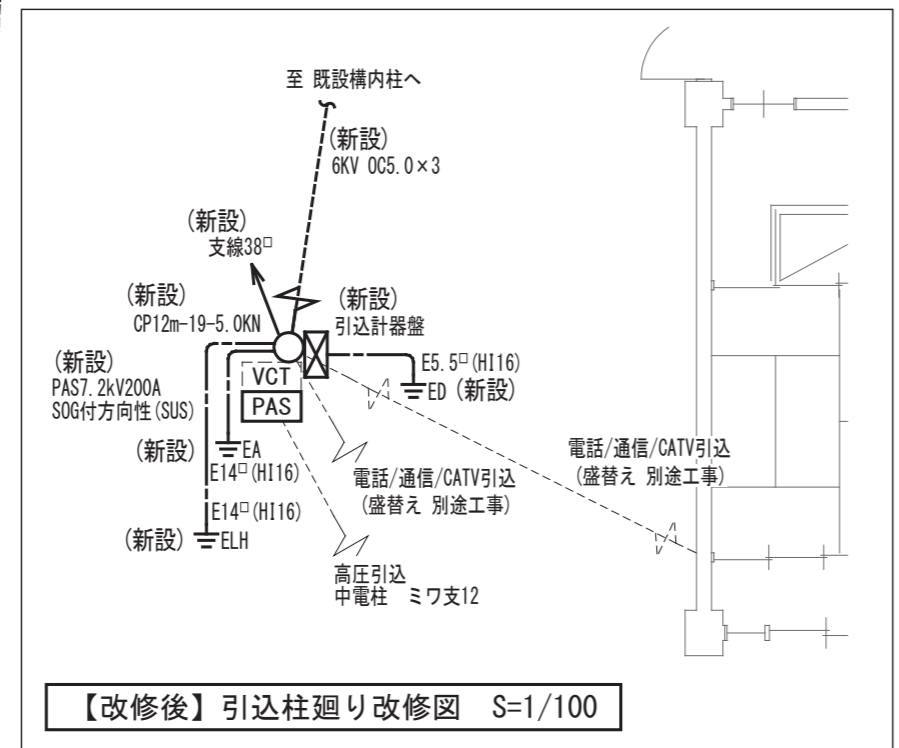 至 既設構内柱へ
(新設)
6KV OC5.0×3
(新設)
支線38□
(新設)
CP12m-19-5.0KN
(新設)
引込計器盤
(新設)
PAS7.2kV200A
SOG付方向性(SUS)
VCT
PAS
E5.5□(HI16)
ED (新設)
(新設)
EA
E14□(HI16)
E14□(HI16)
(新設)
ELH
電話/通信/CATV引込
(盛替え 別途工事)
電話/通信/CATV引込
(盛替え 別途工事)
高圧引込
中電柱 ミワ支12
【改修後】引込柱廻り改修図 S=1/100